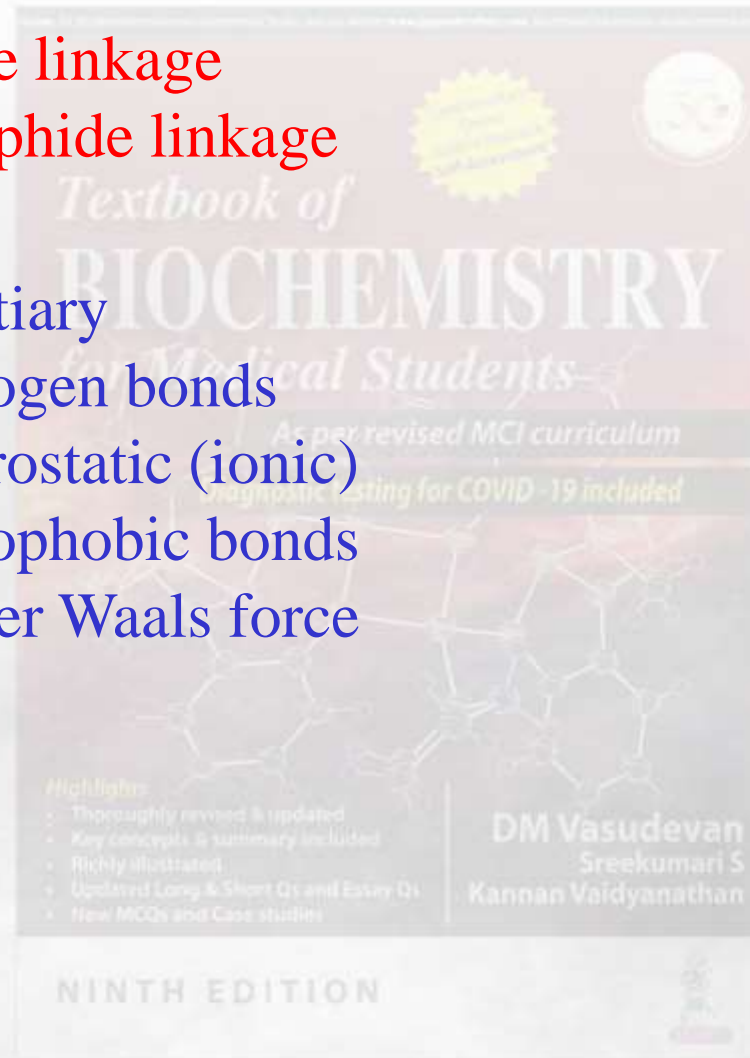 e linkage
phide linkage
Textbook of
BIOCHEMISTRY
tiary
for Medical Students
ogen bonds
As per revised MCI curriculum
rostatic (ionic)
Diagnostic testing for COVID -19 included
ophobic bonds
er Waals force
Highlights
• Thoroughly revised & updated
• Key concepts & summary included
• Richly illustrated
• Updated Long & Short Qs and Essay Qs
• New MCQs and Case studies
DM Vasudevan
Sreekumari S
Kannan Vaidyanathan
NINTH EDITION